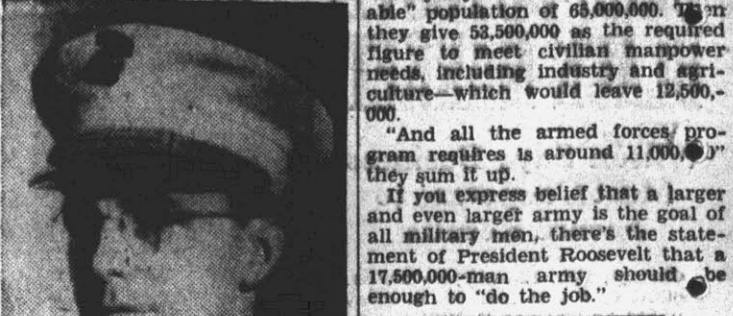 able" population of 65,000,000. Then
they give 53,500,000 as the required
figure to meet civilian manpower
needs, including industry and agri-
culture—which would leave 12,500,-
000.
"And all the armed forces pro-
gram requires is around 11,000,
they sum it up.
If you express belief that a larger
and even larger army is the goal of
all military men, there's the state-
ment of President Roosevelt that a
17,500,000-man army should be
enough to "do the job."